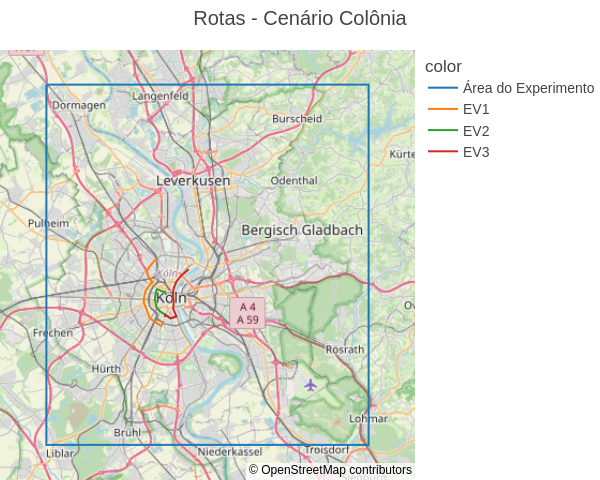 Rotas - Cenário Colônia
color
Área do Experimento
EV1
EV2
EV3
Langenfeld
Dormagen
Burscheid
Kürte
Leverkusen
Odenthal
Pulheim
Bergisch Gladbach
Köln
Köln
A 4
A 59
Frechen
Rösrath
Hürth
Lohmar
Brühl
Liblar
Niederkassel
Troisdorf
© OpenStreetMap contributors